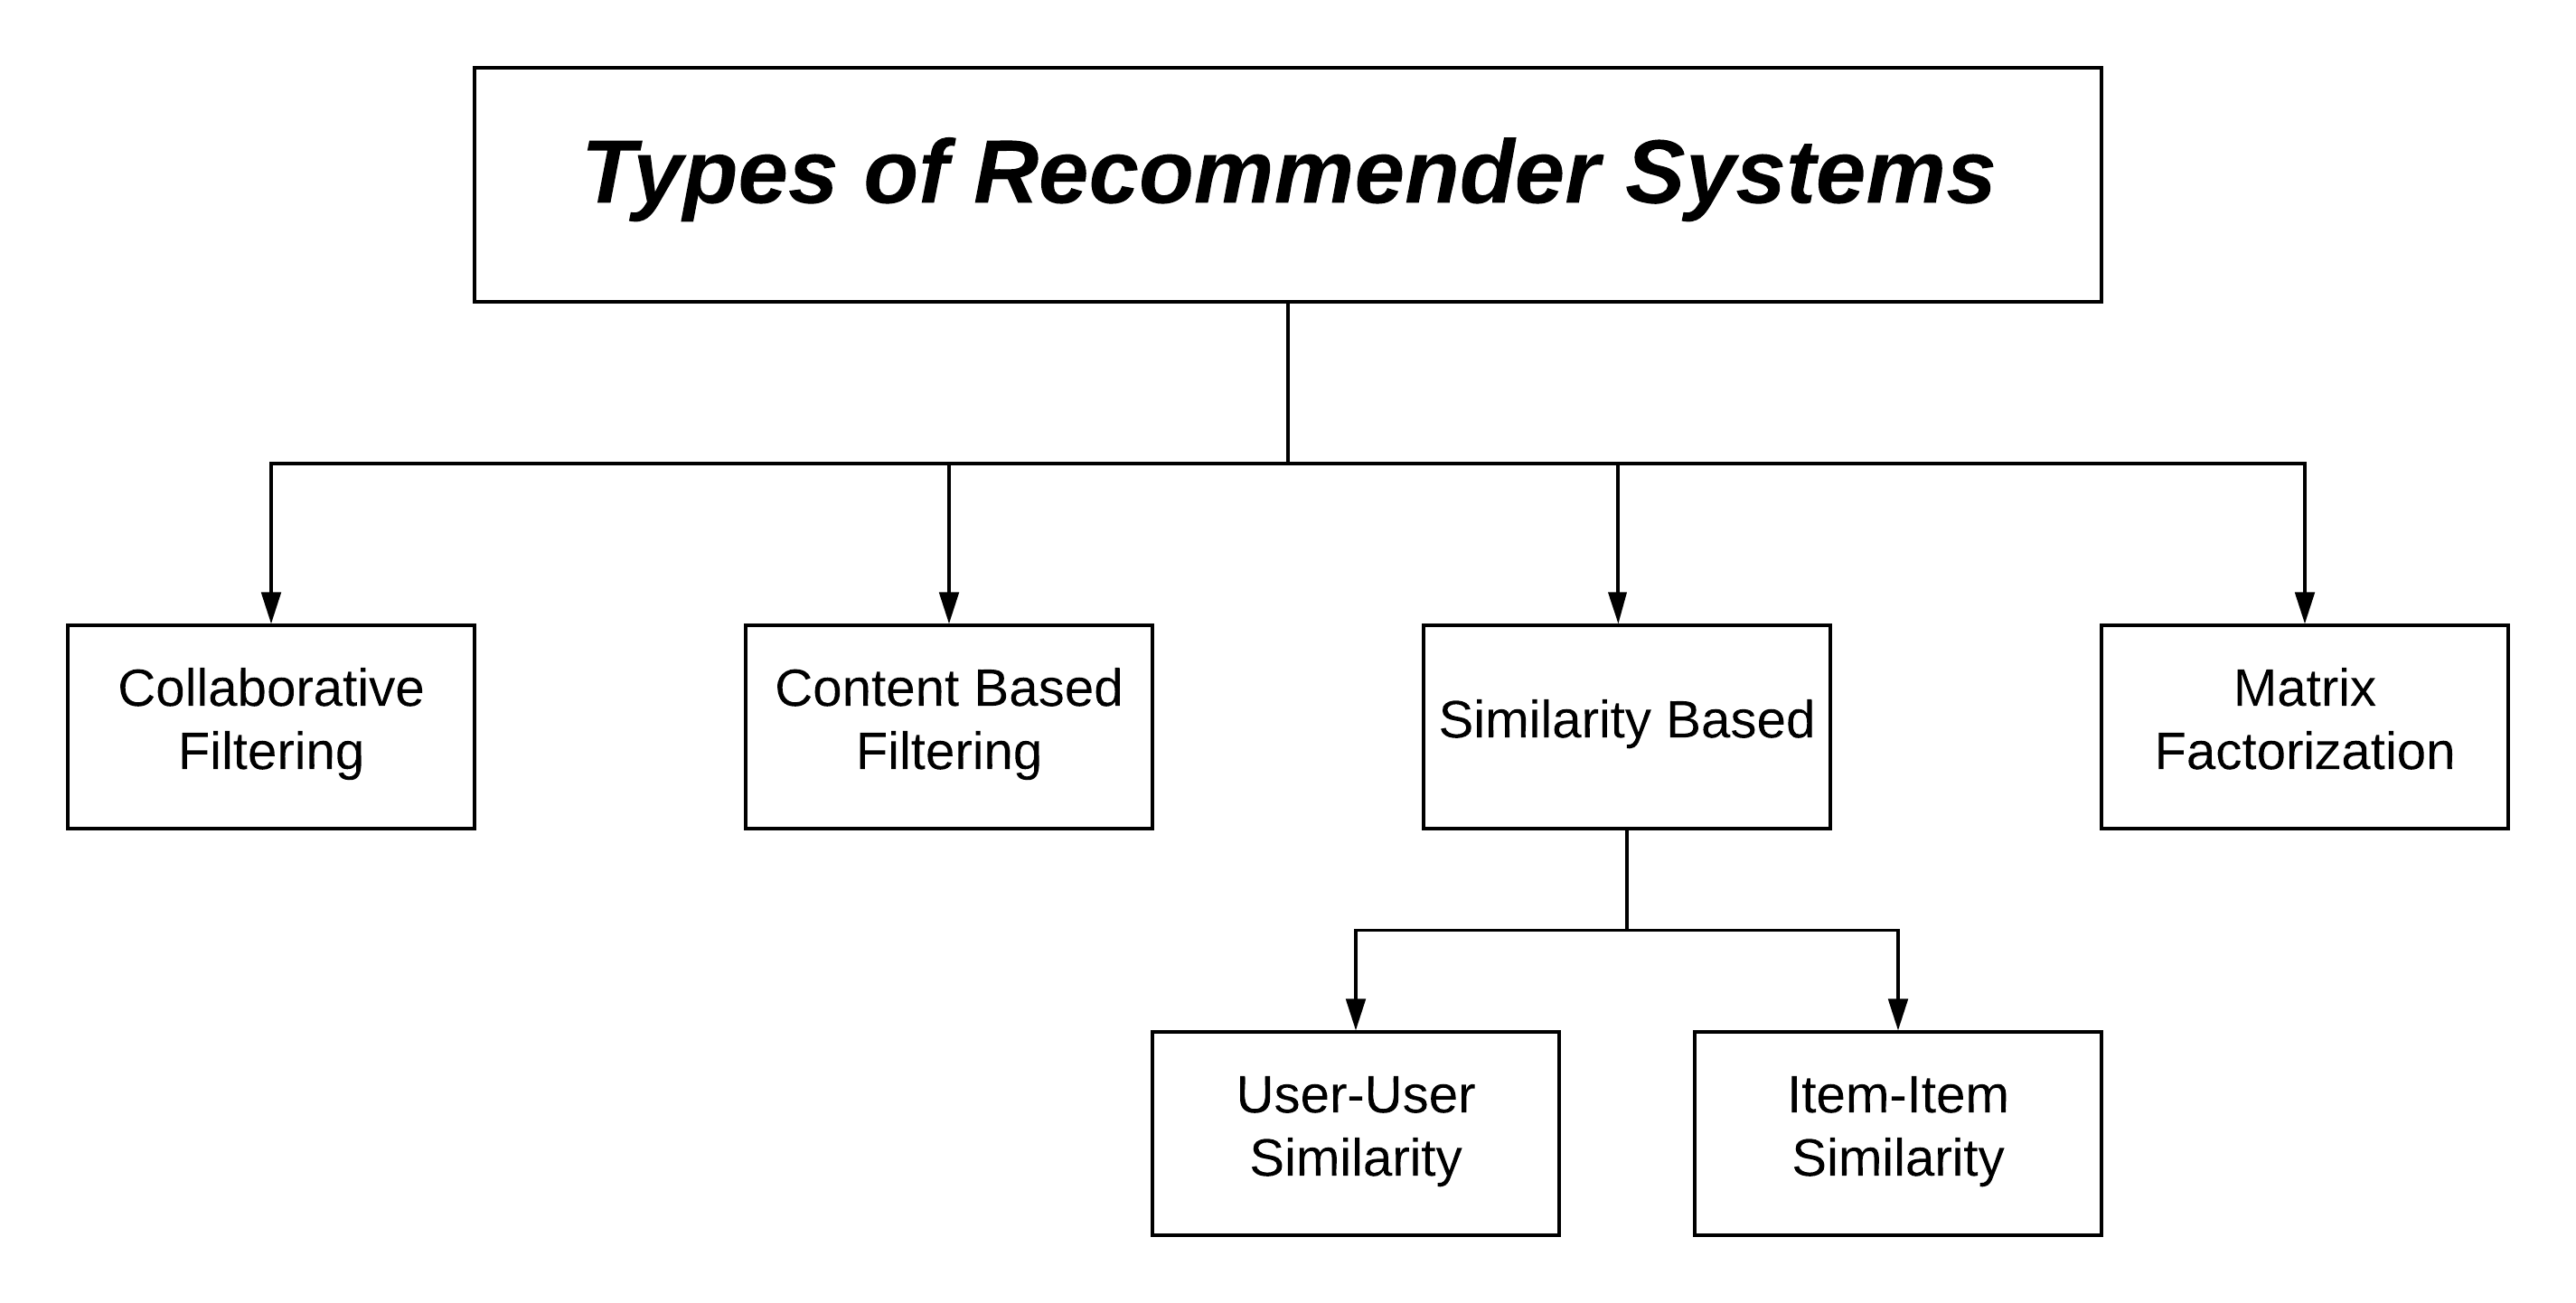 Types of Recommender Systems
Collaborative
Filtering
Content Based
Filtering
Similarity Based
Matrix
Factorization
User-User
Similarity
Item-Item
Similarity